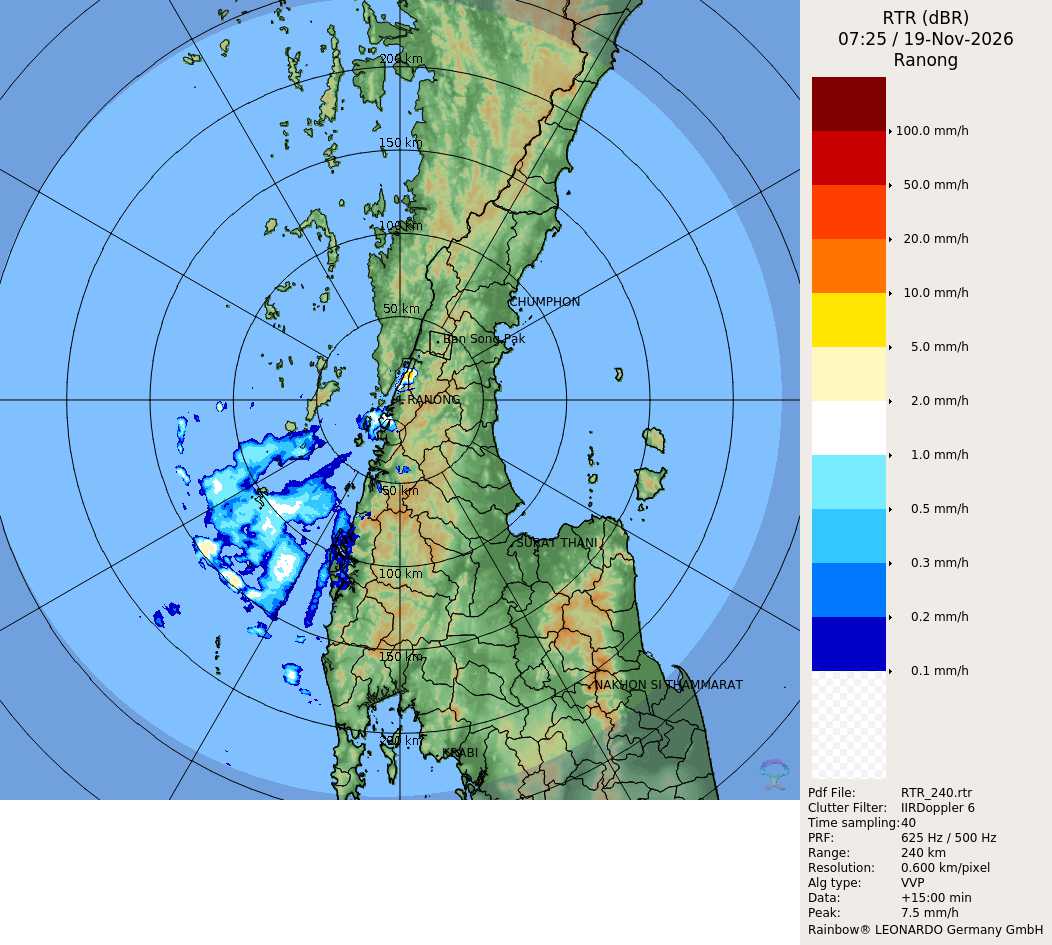 RTR (dBR)
07:25 / 19-Nov-2026
Ranong
200 km
150 km
100 km
50 km
CHUMPHON
Ban Song Pak
RANONG
50 km
SURAT THANI
100 km
150 km
NAKHON SI THAMMARAT
200 km
KRABI
100.0 mm/h
50.0 mm/h
20.0 mm/h
10.0 mm/h
5.0 mm/h
2.0 mm/h
1.0 mm/h
0.5 mm/h
0.3 mm/h
0.2 mm/h
0.1 mm/h
Pdf File: RTR_240.rtr
Clutter Filter: IIRDoppler 6
Time sampling:40
PRF: 625 Hz / 500 Hz
Range: 240 km
Resolution: 0.600 km/pixel
Alg type: VVP
Data: +15:00 min
Peak: 7.5 mm/h
Rainbow® LEONARDO Germany GmbH